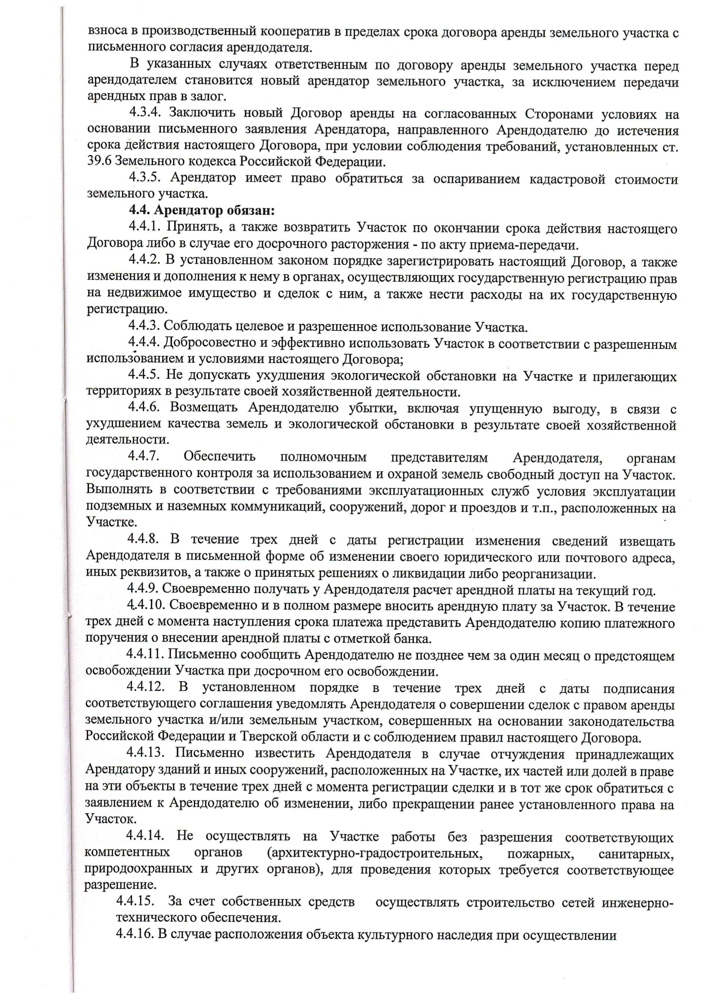 взноса в производственный кооператив в пределах срока договора аренды земельного участка с
письменного согласия арендодателя.
В указанных случаях ответственным по договору аренды земельного участка перед
арендодателем становится новый арендатор земельного участка, за исключением передачи
арендных прав в залог.
4.3.4. Заключить новый Договор аренды на согласованных Сторонами условиях на
основании письменного заявления Арендатора, направленного Арендодателю до истечения
срока действия настоящего Договора, при условии соблюдения требований, установленных ст.
39.6 Земельного кодекса Российской Федерации.
4.3.5. Арендатор имеет право обратиться за оспариванием кадастровой стоимости
земельного участка.
4.4. Арендатор обязан:
4.4.1. Принять, а также возвратить Участок по окончании срока действия настоящего
Договора либо в случае его досрочного расторжения - по акту приема-передачи.
4.4.2. В установленном законом порядке зарегистрировать настоящий Договор, а также
изменения и дополнения к нему в органах, осуществляющих государственную регистрацию прав
на недвижимое имущество и сделок с ним, а также нести расходы на их государственную
регистрацию.
4.4.3. Соблюдать целевое и разрешенное использование Участка.
4.4.4. Добросовестно и эффективно использовать Участок в соответствии с разрешенным
использованием и условиями настоящего Договора;
4.4.5. Не допускать ухудшения экологической обстановки на Участке и прилегающих
территориях в результате своей хозяйственной деятельности.
4.4.6. Возмещать Арендодателю убытки, включая упущенную выгоду, в связи с
ухудшением качества земель и экологической обстановки в результате своей хозяйственной
деятельности.
4.4.7. Обеспечить полномочным представителям Арендодателя, органам
государственного контроля за использованием и охраной земель свободный доступ на Участок.
Выполнять в соответствии с требованиями эксплуатационных служб условия эксплуатации
подземных и наземных коммуникаций, сооружений, дорог и проездов и т.п., расположенных на
Участке.
4.4.8. В течение трех дней с даты регистрации изменения сведений извещать
Арендодателя в письменной форме об изменении своего юридического или почтового адреса,
иных реквизитов, а также о принятых решениях о ликвидации либо реорганизации.
4.4.9. Своевременно получать у Арендодателя расчет арендной платы на текущий год.
4.4.10. Своевременно и в полном размере вносить арендную плату за Участок. В течение
трех дней с момента наступления срока платежа представить Арендодателю копию платежного
поручения о внесении арендной платы с отметкой банка.
4.4.11. Письменно сообщить Арендодателю не позднее чем за один месяц о предстоящем
освобождении Участка при досрочном его освобождении.
4.4.12. В установленном порядке в течение трех дней с даты подписания
соответствующего соглашения уведомлять Арендодателя о совершении сделок с правом аренды
земельного участка и/или земельным участком, совершенных на основании законодательства
Российской Федерации и Тверской области и с соблюдением правил настоящего Договора.
4.4.13. Письменно известить Арендодателя в случае отчуждения принадлежащих
Арендатору зданий и иных сооружений, расположенных на Участке, их частей или долей в праве
на эти объекты в течение трех дней с момента регистрации сделки и в тот же срок обратиться с
заявлением к Арендодателю об изменении, либо прекращении ранее установленного права на
Участок.
4.4.14. Не осуществлять на Участке работы без разрешения соответствующих
компетентных органов (архитектурно-градостроительных, пожарных, санитарных,
природоохранных и других органов), для проведения которых требуется соответствующее
разрешение.
4.4.15. За счет собственных средств осуществлять строительство сетей инженерно-
технического обеспечения.
4.4.16. В случае расположения объекта культурного наследия при осуществлении